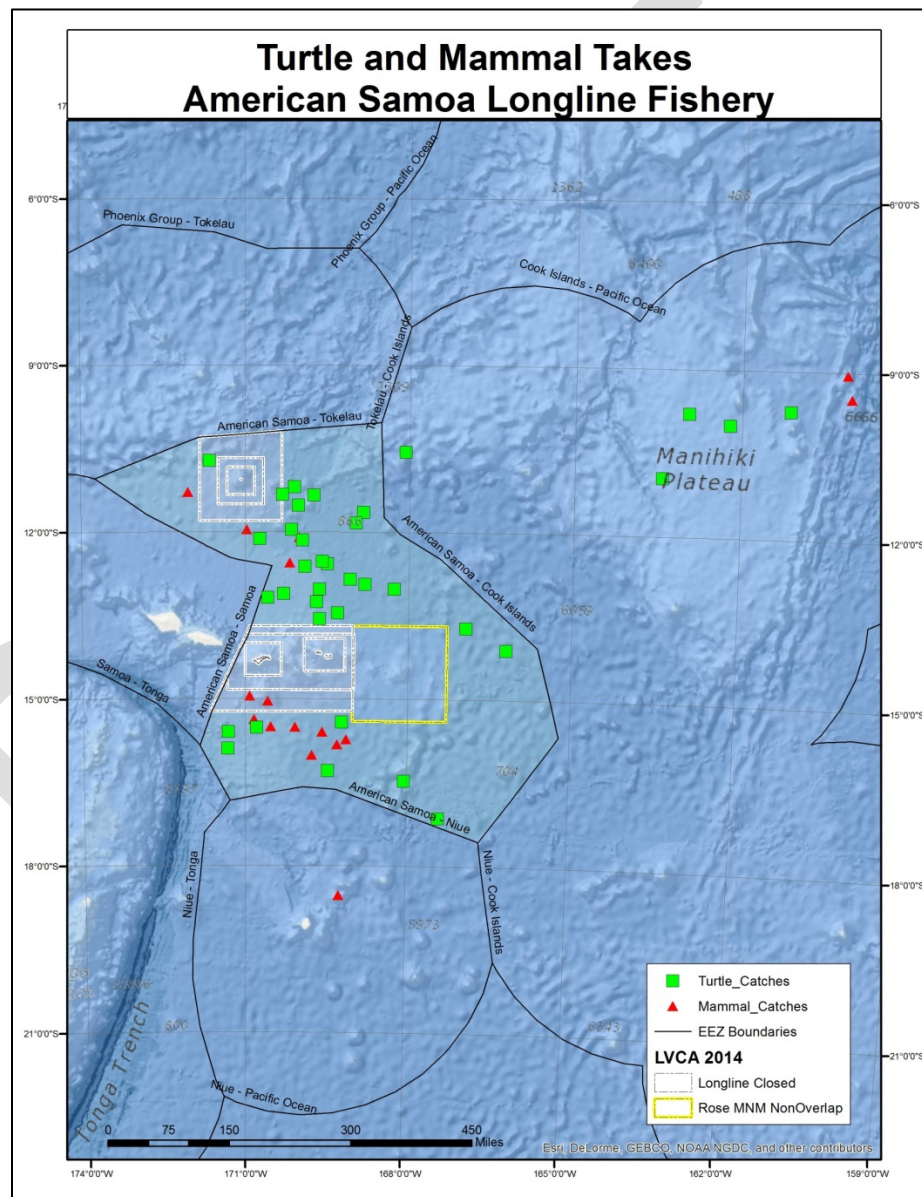 Turtle and Mammal Takes
American Samoa Longline Fishery
17
Phoenix Group - Pacific Ocean
1562
6°0'0"S
6°0'0"S
Phoenix Group - Tokelau
Cook Islands - Pacific Ocean
Tokelau - Cook Islands
9°0'0"S
9°0'0"S
6666
American Samoa - Tokelau
Manihiki
Plateau
12°0'0"S
12°0'0"S
American Samoa - Cook Islands
American Samoa - Samoa
Samoa - Tonga
15°0'0"S
15°0'0"S
704
American Samoa - Niue
18°0'0"S
18°0'0"S
Niue - Tonga
Niue - Cook Islands
Turtle_Catches
Mammal_Catches
EEZ Boundaries
LVCA 2014
Longline Closed
Rose MNM NonOverlap
21°0'0"S
21°0'0"S
Tonga Trench
Niue - Pacific Ocean
0 75 150 300 450
Miles
Esri, DeLorme, GEBCO, NOAA NGDC, and other contributors
174°0'0"W 171°0'0"W 168°0'0"W 165°0'0"W 162°0'0"W 159°0'0"W